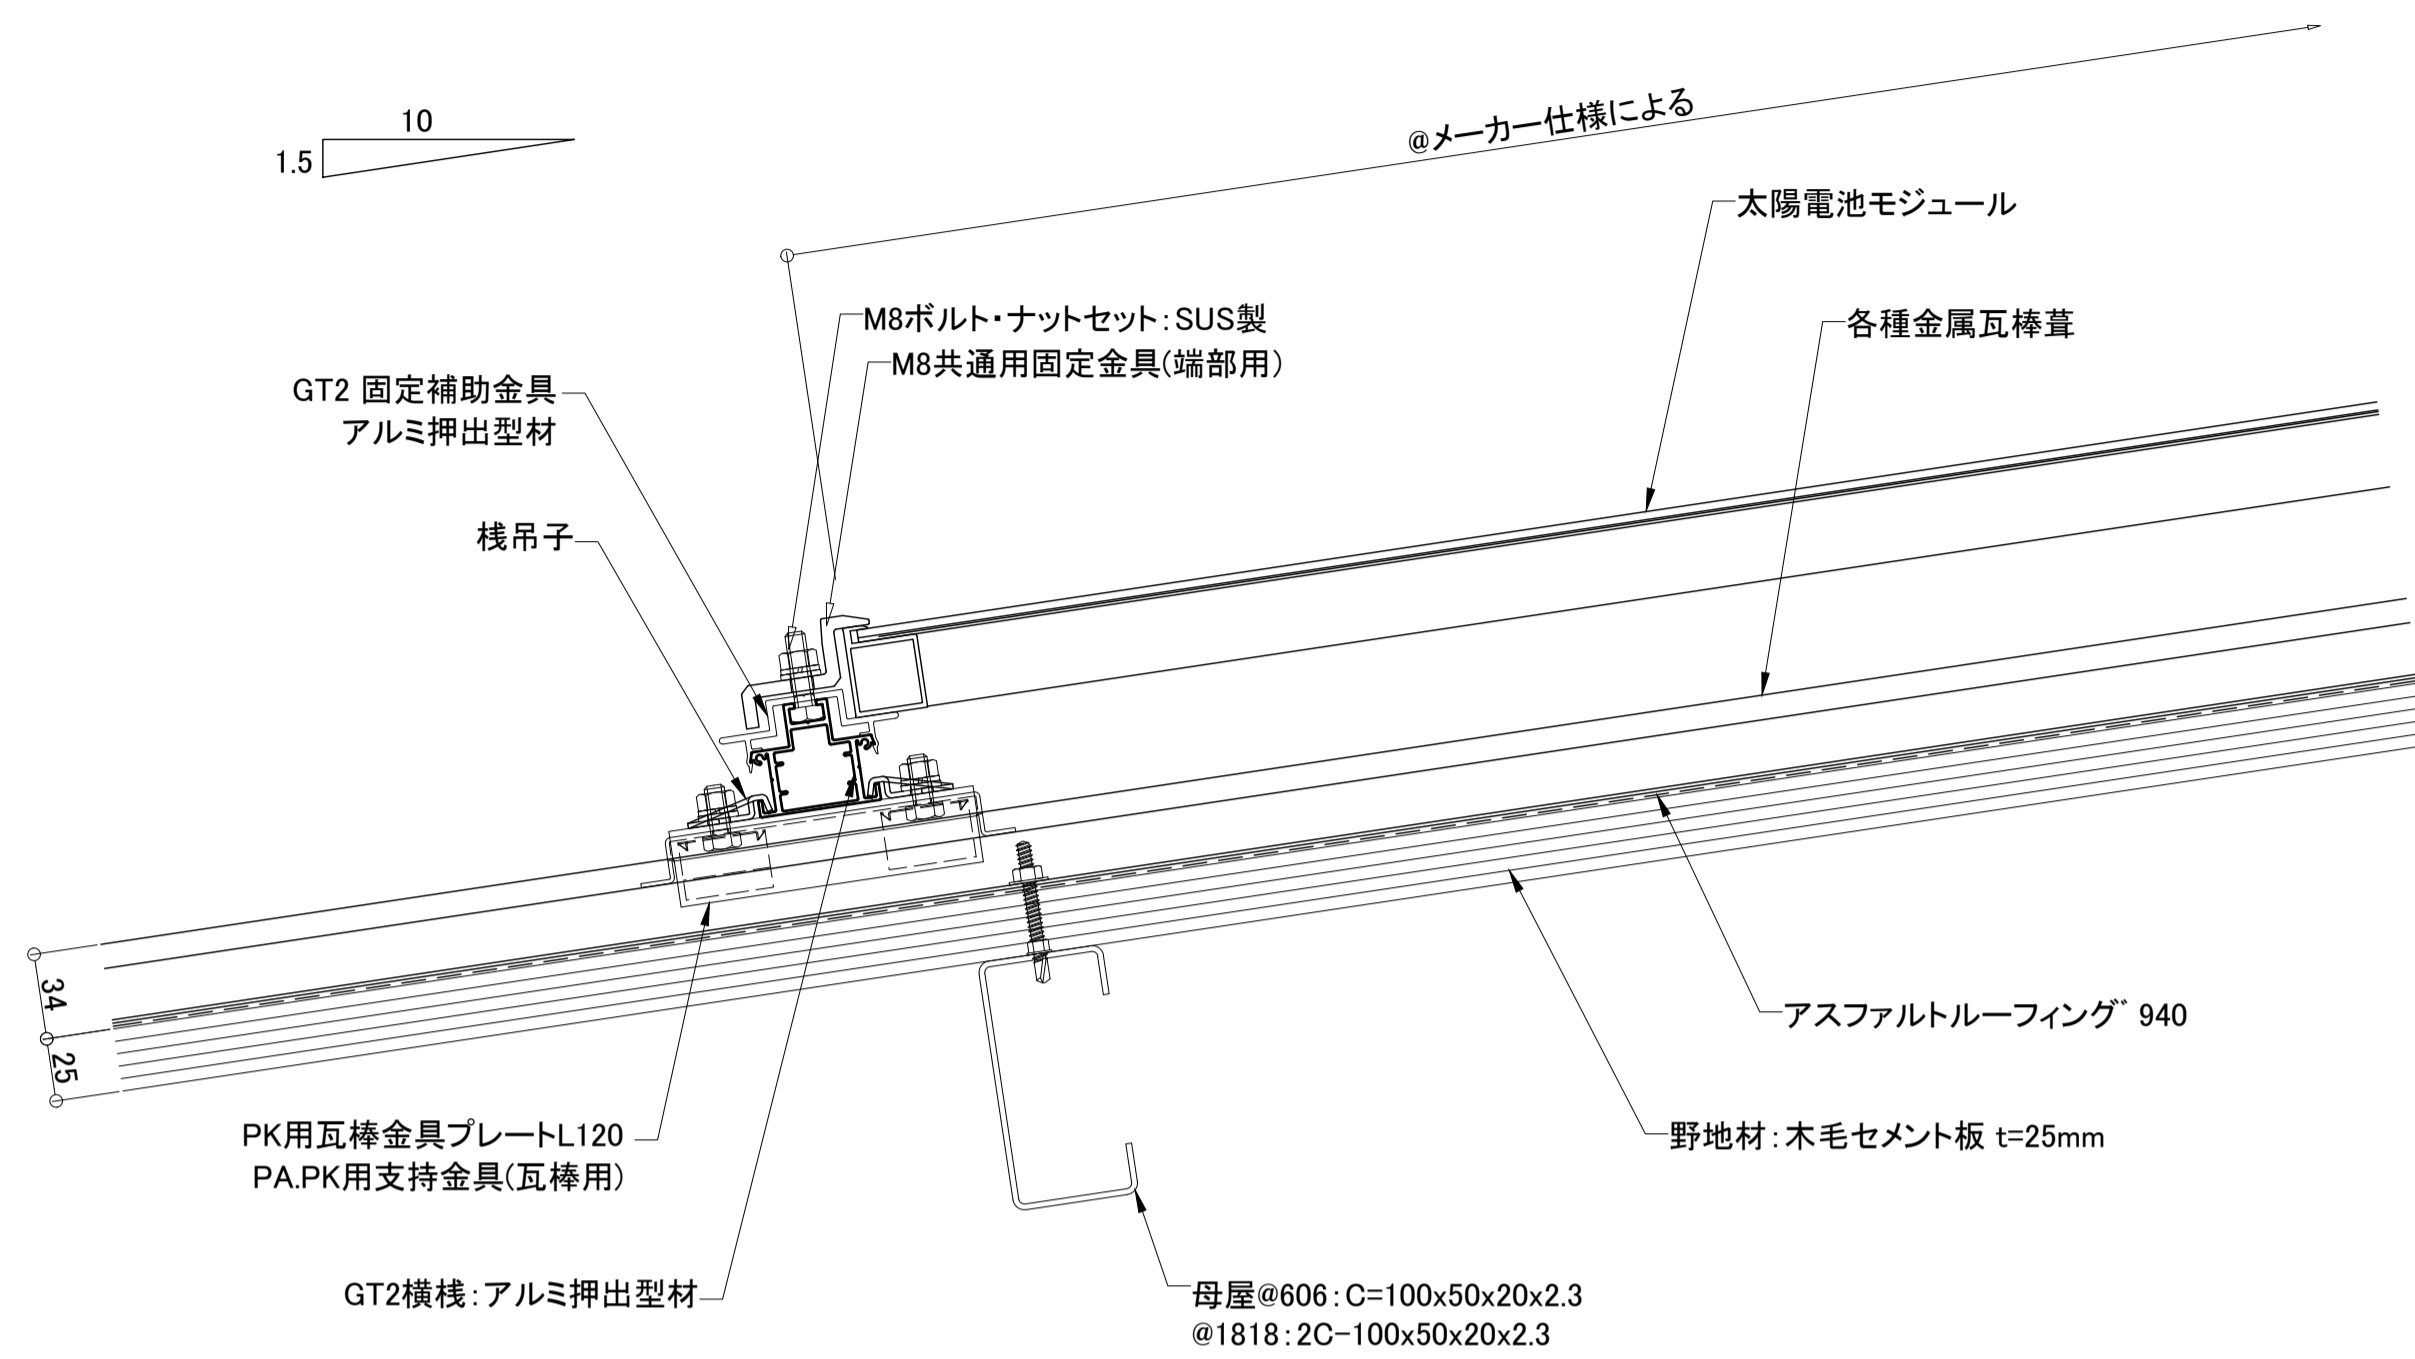 10
1.5
@メーカー仕様による
太陽電池モジュール
M8ボルト・ナットセット:SUS製
各種金属瓦棒葺
M8共通用固定金具(端部用)
GT2 固定補助金具
アルミ押出型材
桟吊子
34
25
アスファルトルーフィング゛940
PK用瓦棒金具プレートL120
PA.PK用支持金具(瓦棒用)
野地材:木毛セメント板 t=25mm
GT2横桟:アルミ押出型材
母屋@606:C=100x50x20x2.3
@1818:2C-100x50x20x2.3